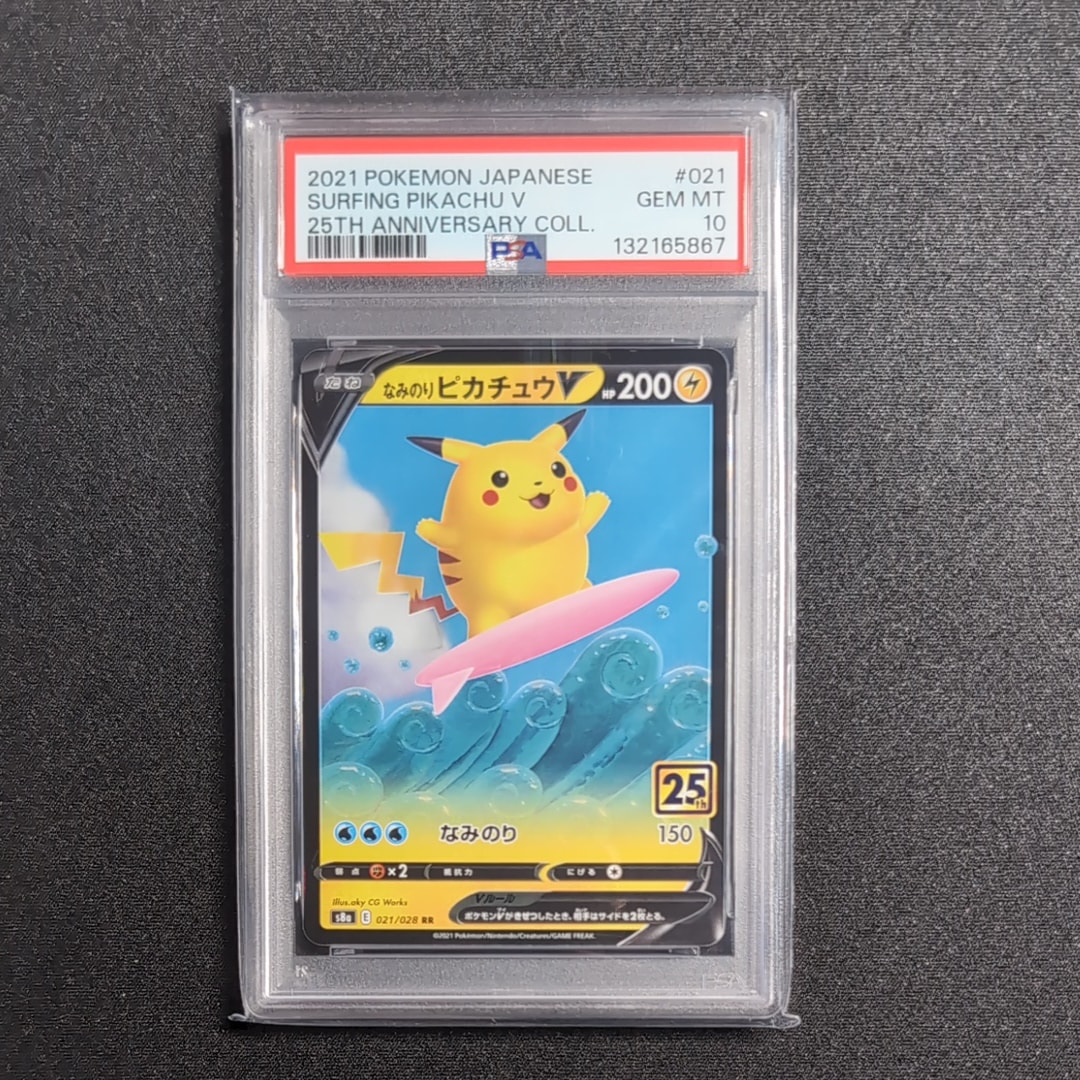 2021 POKEMON JAPANESE #021
SURFING PIKACHU V GEM MT
25TH ANNIVERSARY COLL. 10
PSA 132165867
たね なみのりピカチュウV HP 200
25th
なみのり 150
弱点 ×2 抵抗力 にげる
Illus.aky CG Works
Vルール
s8a E 021/028 RR
ポケモンVがきぜつしたとき、相手はサイドを2枚とる。
©2021 Pokémon/Nintendo/Creatures/GAME FREAK.
PSA